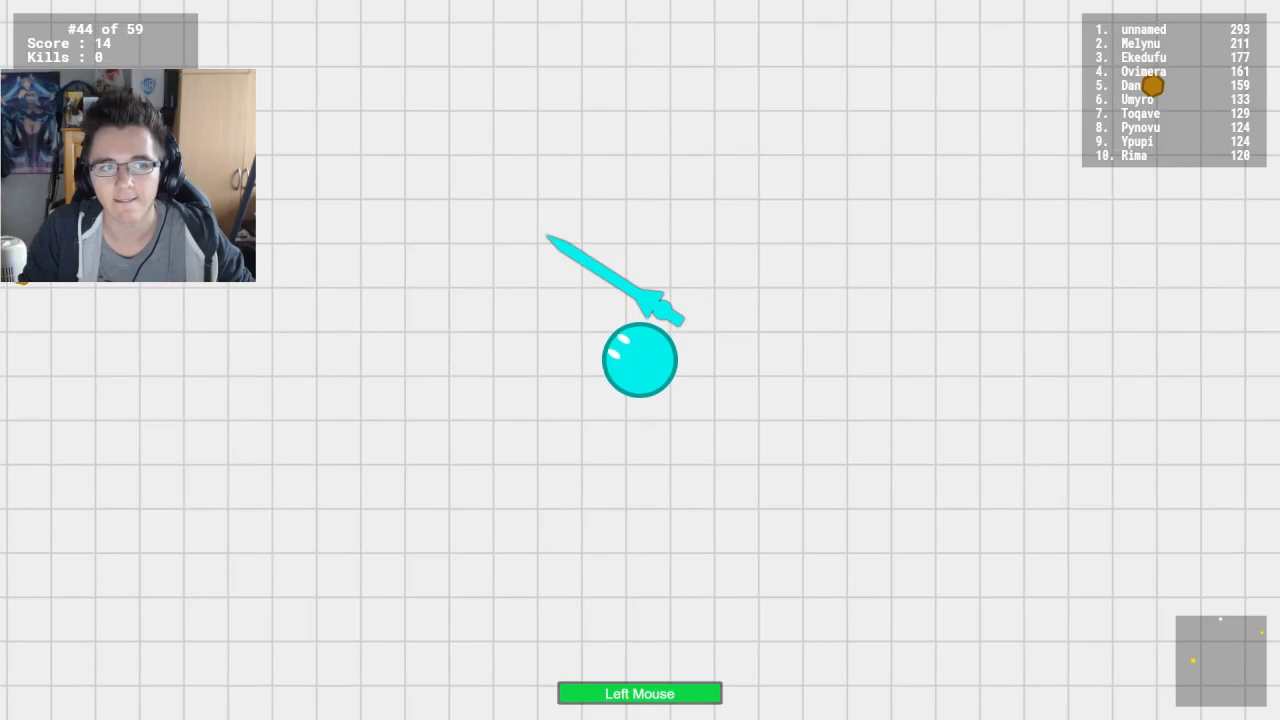 #44 of 59
Score : 14
Kills : 0
1. unnamed 293
2. Melynu 211
3. Ekedufu 177
4. Ovimera 161
5. Dan 159
6. Umyro 133
7. Toqave 129
8. Pynovu 124
9. Ypupi 124
10. Rima 120
Left Mouse